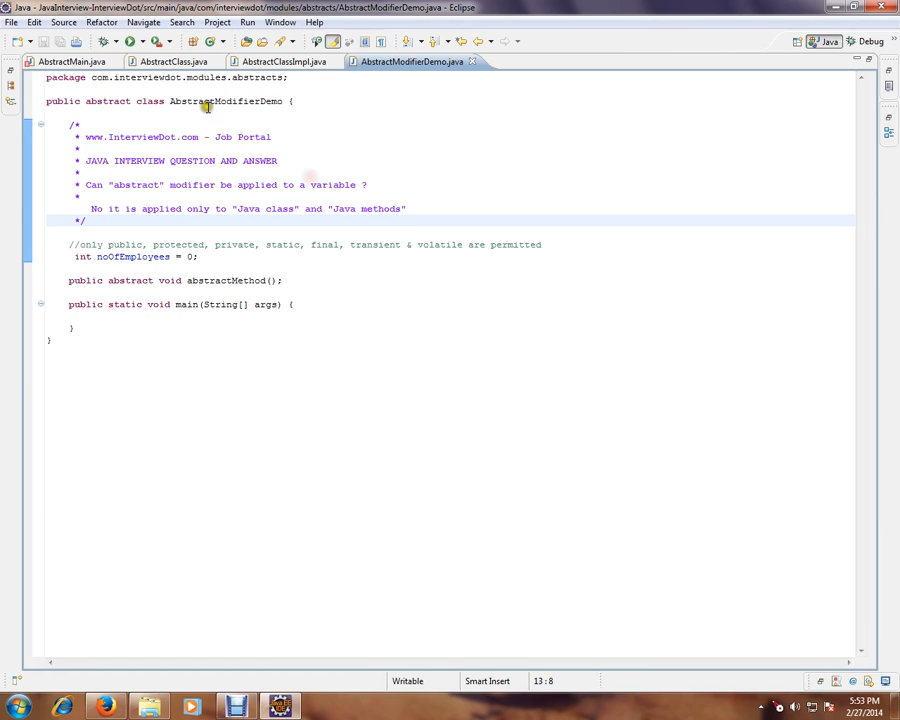 Java - JavaInterview-InterviewDot/src/main/java/com/interviewdot/modules/abstracts/AbstractModifierDemo.java - Eclipse
File Edit Source Refactor Navigate Search Project Run Window Help
Java Debug
AbstractMain.java AbstractClass.java AbstractClassImpl.java AbstractModifierDemo.java
package com.interviewdot.modules.abstracts;
public abstract class AbstractModifierDemo {
/*
* www.InterviewDot.com - Job Portal
*
* JAVA INTERVIEW QUESTION AND ANSWER
*
* Can "abstract" modifier be applied to a variable ?
*
No it is applied only to "Java class" and "Java methods"
*/
//only public, protected, private, static, final, transient & volatile are permitted
int noOfEmployees = 0;
public abstract void abstractMethod();
public static void main(String[] args) {
}
}
Writable Smart Insert 13:8
5:53 PM
2/27/2014